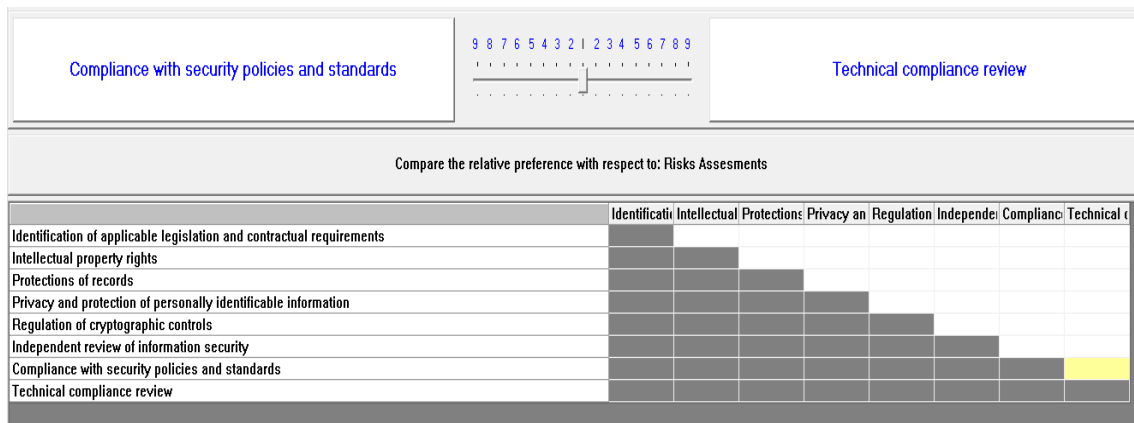 9 8 7 6 5 4 3 2 1 2 3 4 5 6 7 8 9
Compliance with security policies and standards
Technical compliance review
Compare the relative preference with respect to: Risks Assesments
Identificati Intellectual Protections Privacy an Regulation Independe Complianc Technical c
Identification of applicable legislation and contractual requirements
Intellectual property rights
Protections of records
Privacy and protection of personally identificable information
Regulation of cryptographic controls
Independent review of information security
Compliance with security policies and standards
Technical compliance review